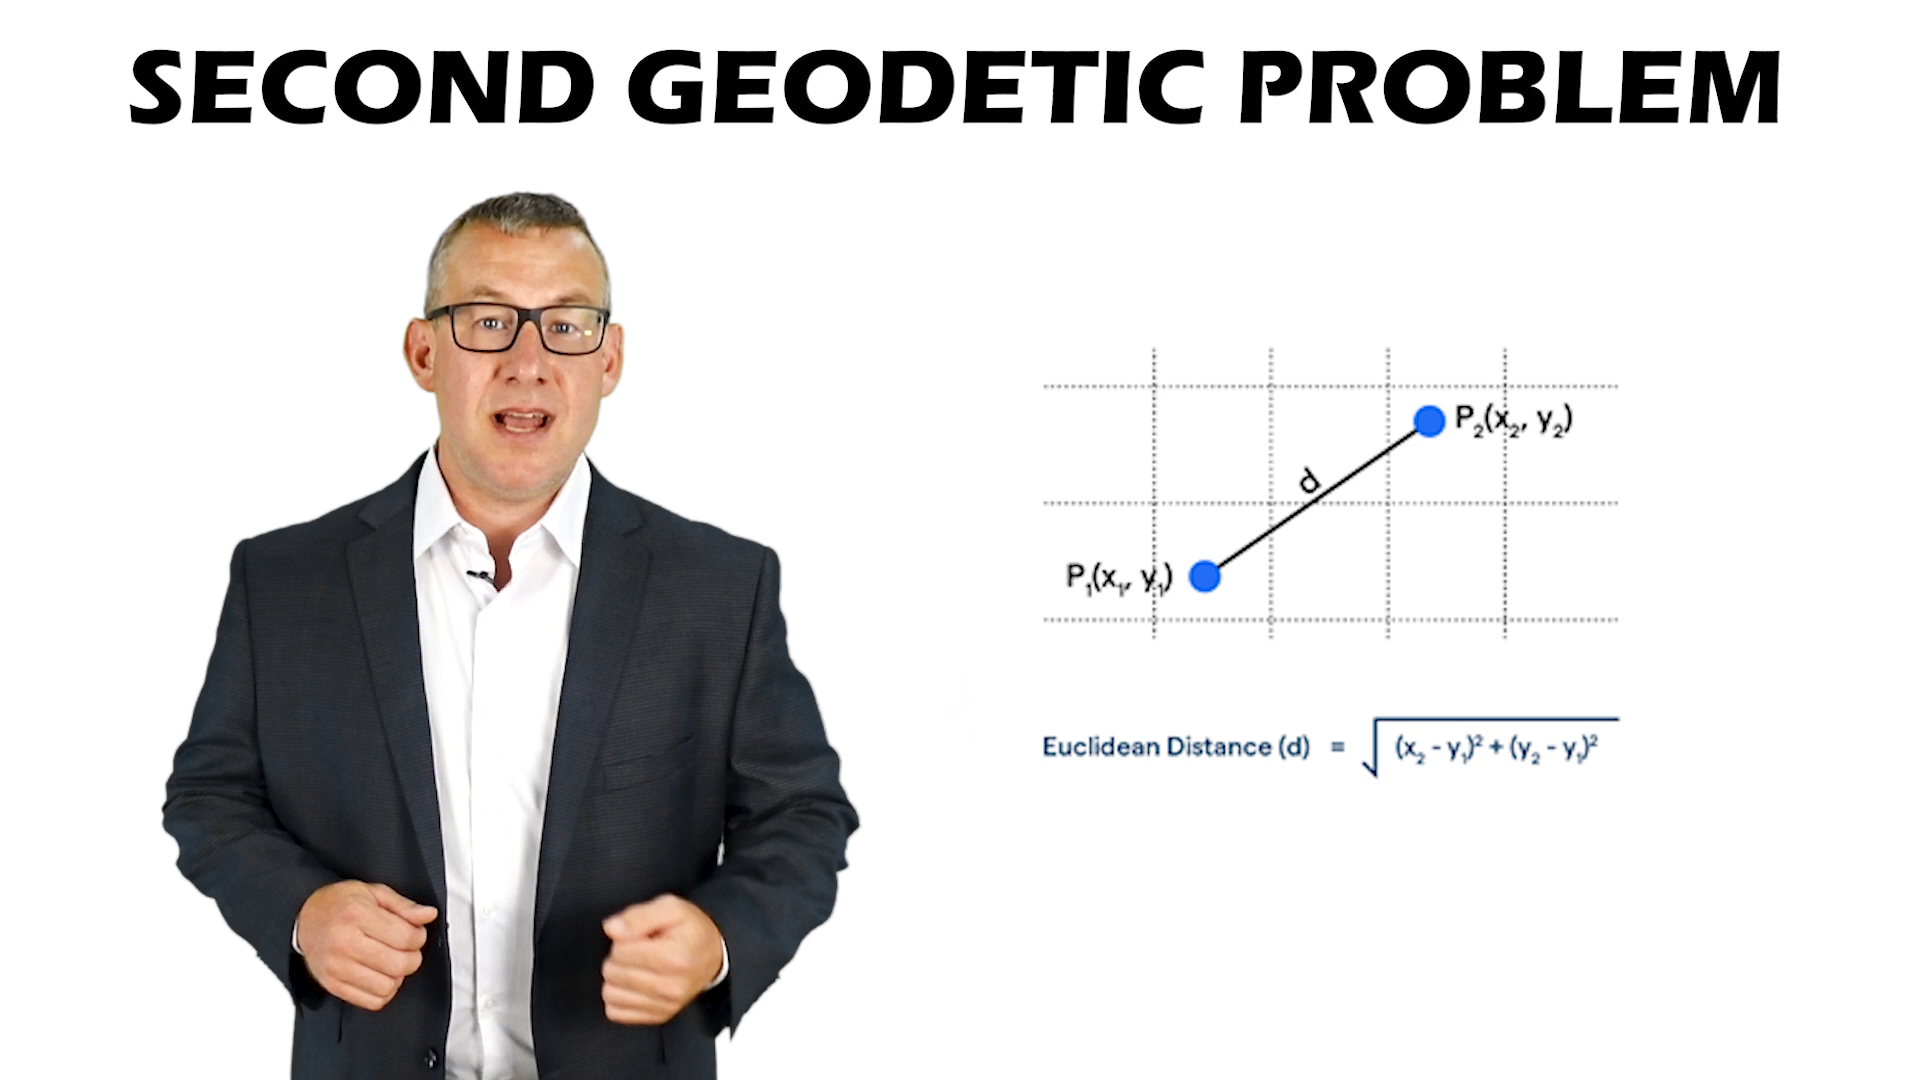 SECOND GEODETIC PROBLEM
P₂(x₂, y₂)
d
P₁(x₁, y₁)
Euclidean Distance (d) = √(x₂ - y₁)² + (y₂ - y₁)²